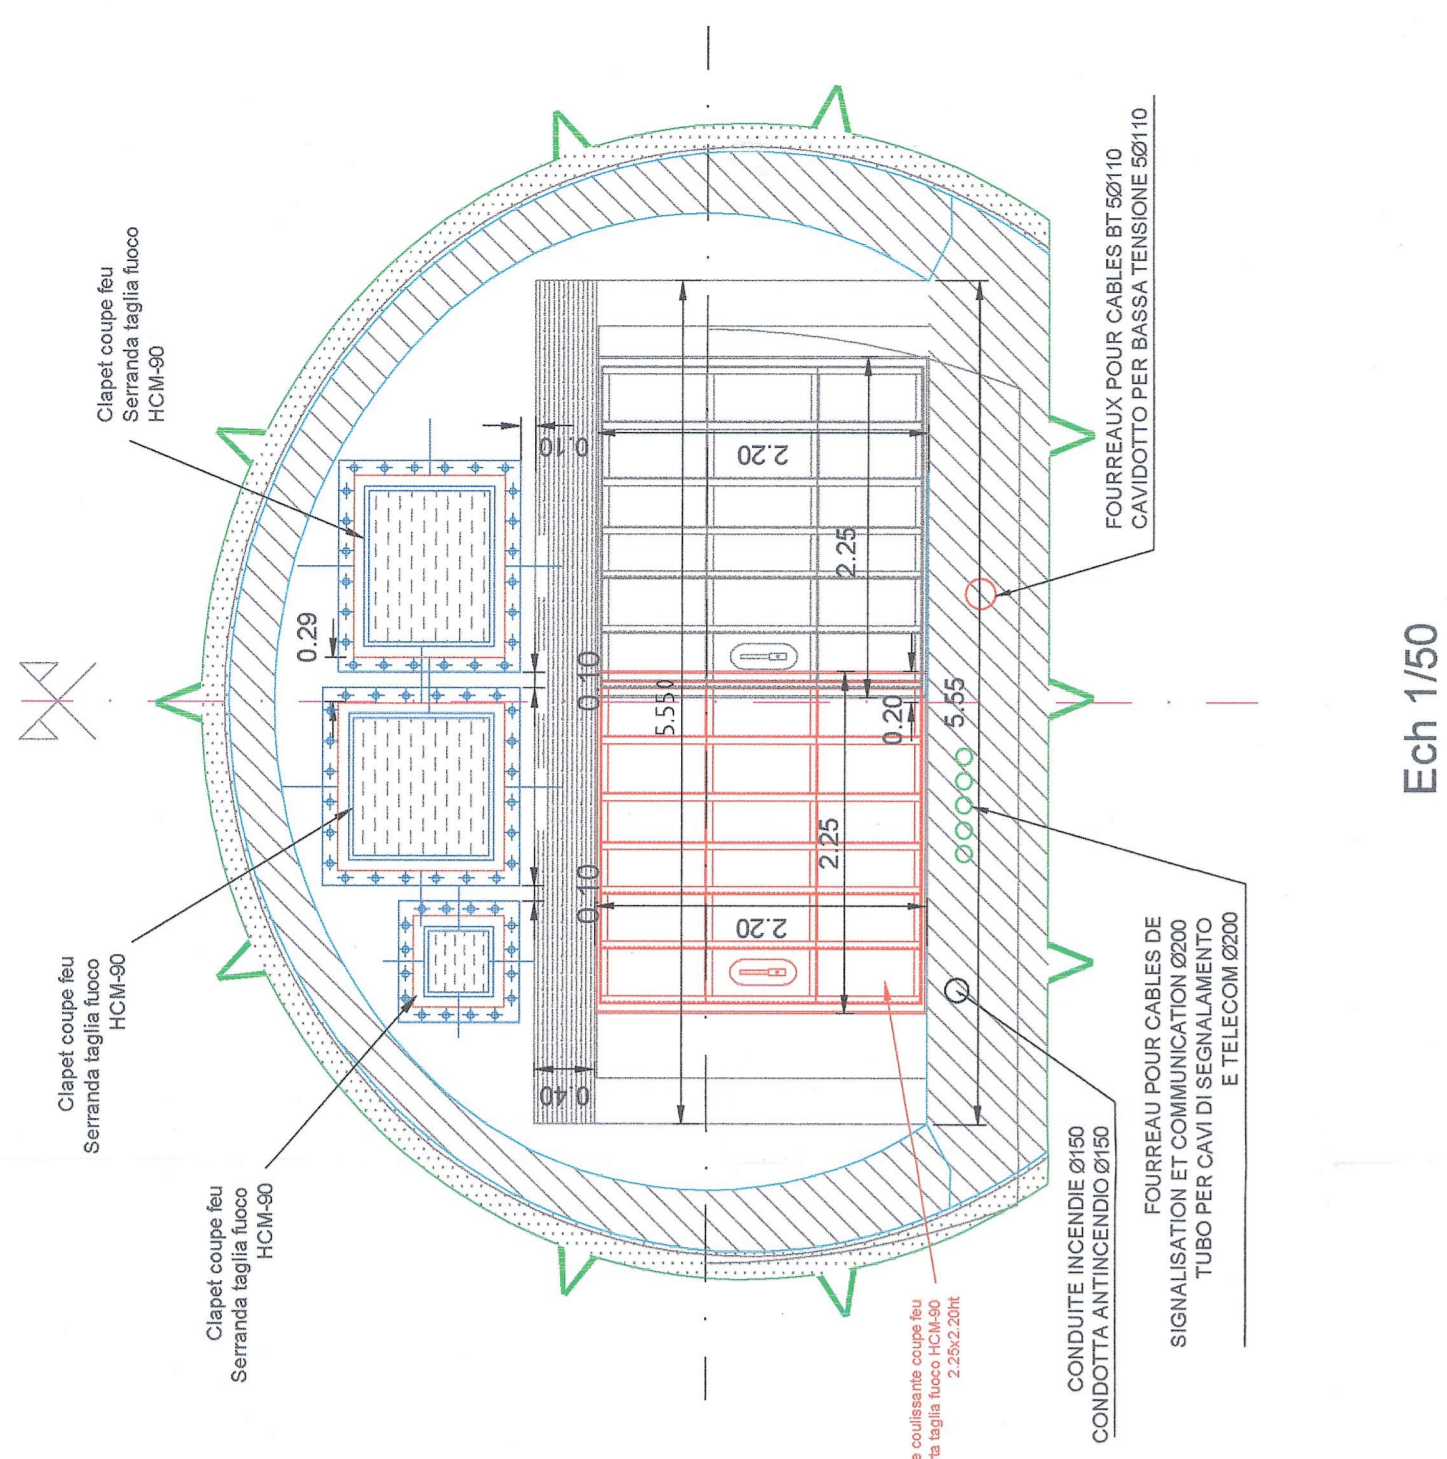 Clapet coupe feu
Serranda taglia fuoco
HCM-90
Clapet coupe feu
Serranda taglia fuoco
HCM-90
Clapet coupe feu
Serranda taglia fuoco
HCM-90
0.29
0.10
0.10
0.10
0.40
5.550
2.20
2.20
2.25
2.25
0.20
5.55
coulissante coupe feu
taglia fuoco HCM-90
2.25x2.20ht
CONDUITE INCENDIE Ø150
CONDOTTA ANTINCENDIO Ø150
FOURREAU POUR CABLES DE
SIGNALISATION ET COMMUNICATION Ø200
TUBO PER CAVI DI SEGNALAMENTO
E TELECOM Ø200
FOURREAUX POUR CABLES BT 5Ø110
CAVIDOTTO PER BASSA TENSIONE 5Ø110
Ech 1/50